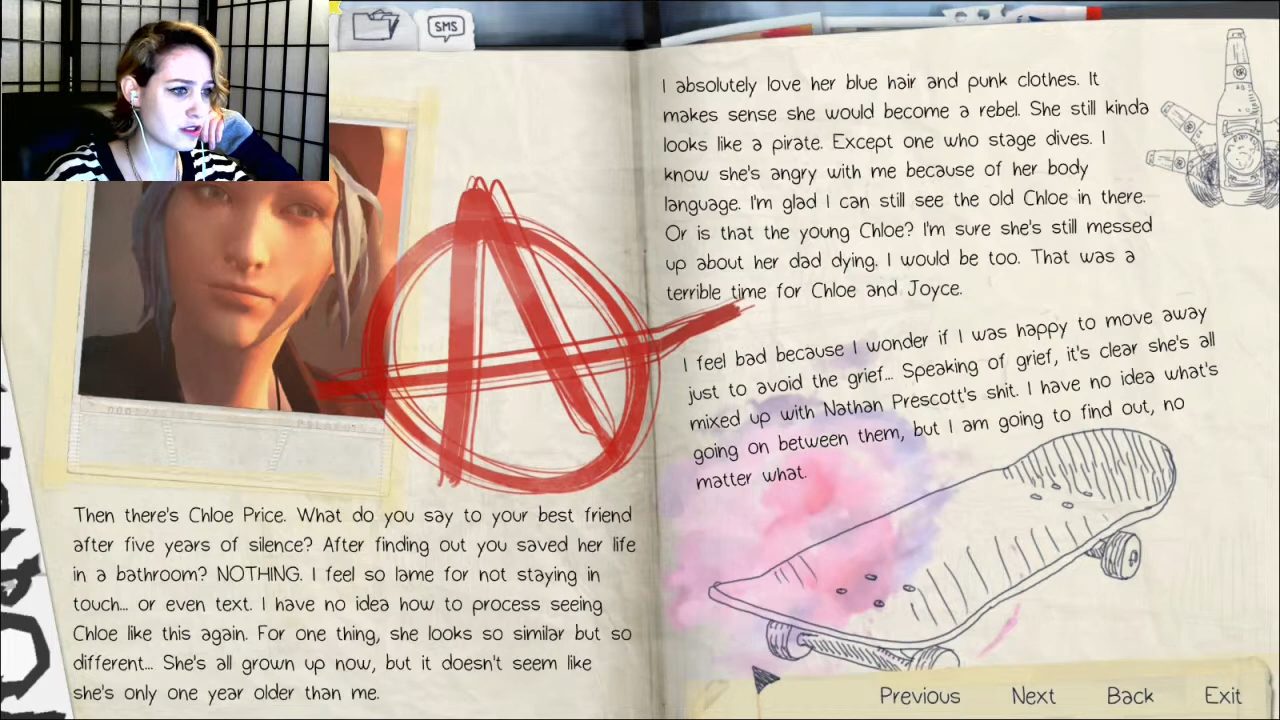 SMS
Then there's Chloe Price. What do you say to your best friend
after five years of silence? After finding out you saved her life
in a bathroom? NOTHING. I feel so lame for not staying in
touch... or even text. I have no idea how to process seeing
Chloe like this again. For one thing, she looks so similar but so
different... She's all grown up now, but it doesn't seem like
she's only one year older than me.
I absolutely love her blue hair and punk clothes. It
makes sense she would become a rebel. She still kinda
looks like a pirate. Except one who stage dives. I
know she's angry with me because of her body
language. I'm glad I can still see the old Chloe in there.
Or is that the young Chloe? I'm sure she's still messed
up about her dad dying. I would be too. That was a
terrible time for Chloe and Joyce.
I feel bad because I wonder if I was happy to move away
just to avoid the grief... Speaking of grief, it's clear she's all
mixed up with Nathan Prescott's shit. I have no idea what's
going on between them, but I am going to find out, no
matter what.
Previous Next Back Exit